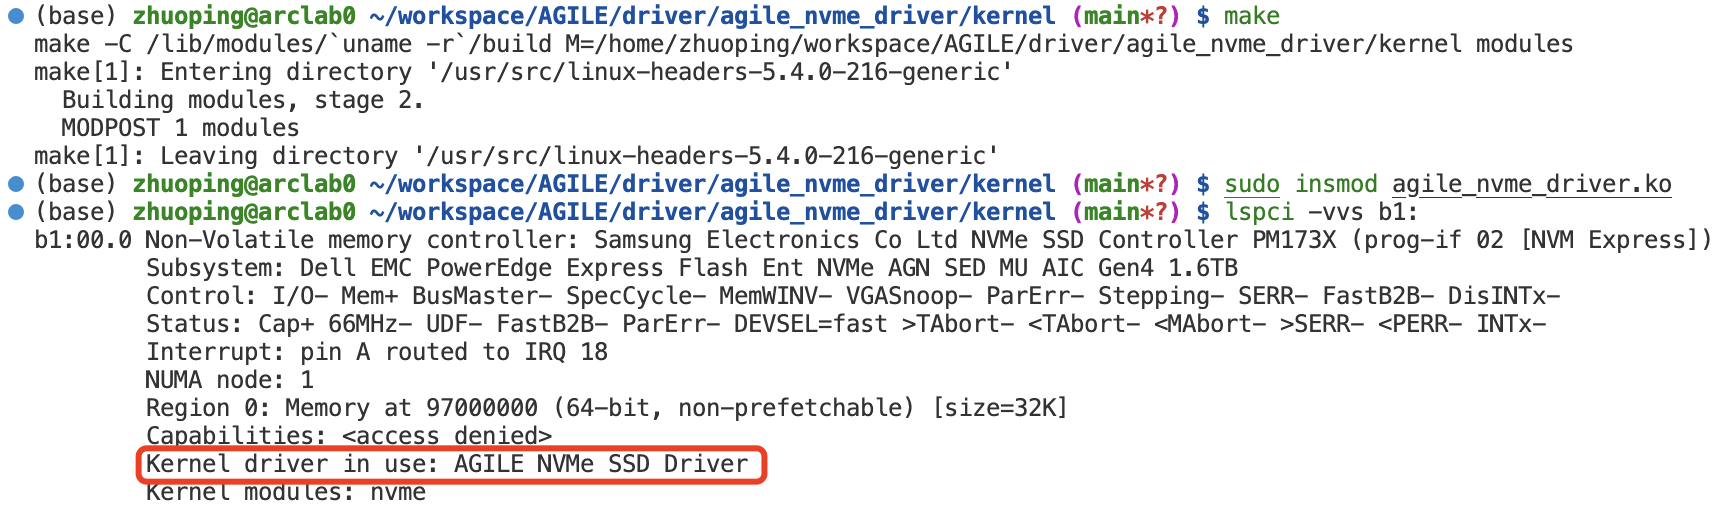 (base) zhuoping@arclab0 ~/workspace/AGILE/driver/agile_nvme_driver/kernel (main*?) $ make
make -C /lib/modules/`uname -r`/build M=/home/zhuoping/workspace/AGILE/driver/agile_nvme_driver/kernel modules
make[1]: Entering directory '/usr/src/linux-headers-5.4.0-216-generic'
  Building modules, stage 2.
  MODPOST 1 modules
make[1]: Leaving directory '/usr/src/linux-headers-5.4.0-216-generic'
(base) zhuoping@arclab0 ~/workspace/AGILE/driver/agile_nvme_driver/kernel (main*?) $ sudo insmod agile_nvme_driver.ko
(base) zhuoping@arclab0 ~/workspace/AGILE/driver/agile_nvme_driver/kernel (main*?) $ lspci -vvs b1:
b1:00.0 Non-Volatile memory controller: Samsung Electronics Co Ltd NVMe SSD Controller PM173X (prog-if 02 [NVM Express])
        Subsystem: Dell EMC PowerEdge Express Flash Ent NVMe AGN SED MU AIC Gen4 1.6TB
        Control: I/O- Mem+ BusMaster- SpecCycle- MemWINV- VGASnoop- ParErr- Stepping- SERR- FastB2B- DisINTx-
        Status: Cap+ 66MHz- UDF- FastB2B- ParErr- DEVSEL=fast >TAbort- <TAbort- <MAbort- >SERR- <PERR- INTx-
        Interrupt: pin A routed to IRQ 18
        NUMA node: 1
        Region 0: Memory at 97000000 (64-bit, non-prefetchable) [size=32K]
        Capabilities: <access denied>
        Kernel driver in use: AGILE NVMe SSD Driver
        Kernel modules: nvme